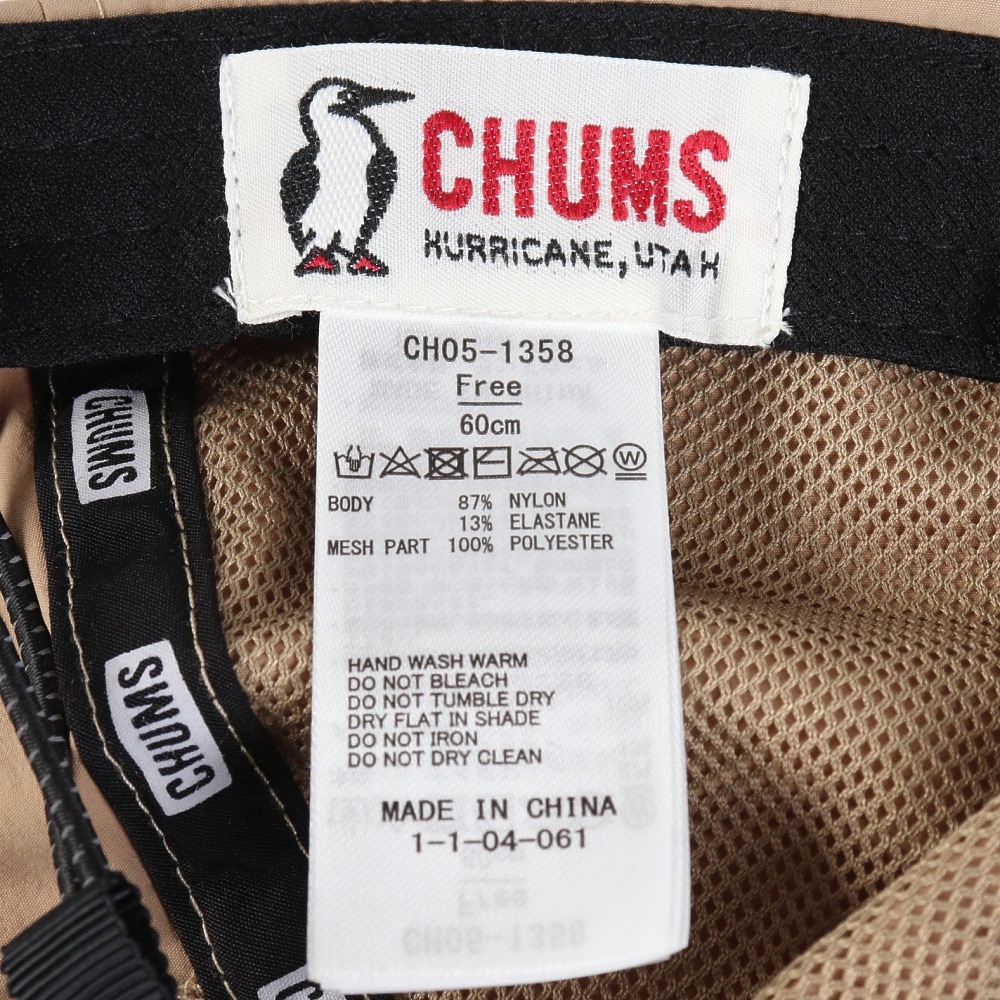 CHUMS
HURRICANE, UTAH
CH05-1358
Free
60cm
W
BODY 87% NYLON
13% ELASTANE
MESH PART 100% POLYESTER
HAND WASH WARM
DO NOT BLEACH
DO NOT TUMBLE DRY
DRY FLAT IN SHADE
DO NOT IRON
DO NOT DRY CLEAN
MADE IN CHINA
1-1-04-061
CHUMS
CHUMS